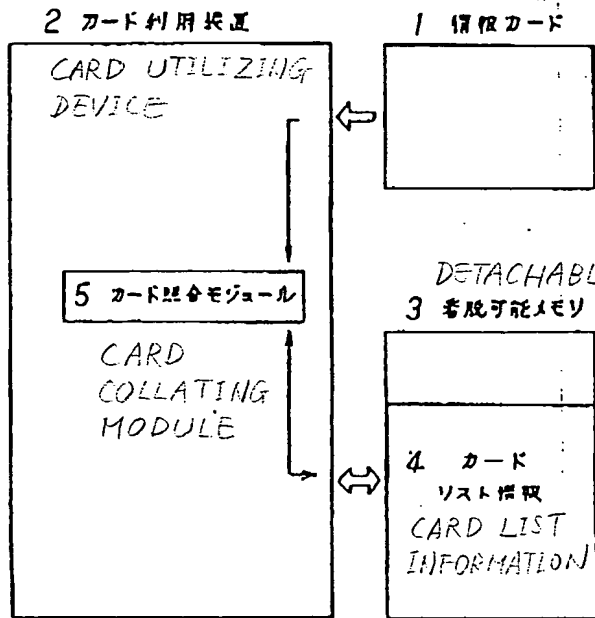 2 カード利用装置
1 情報カード
CARD UTILIZING
DEVICE
DETACHABL
3 着脱可能メモリ
5 カード照合モジュール
CARD
COLLATING
MODULE
4 カード
リスト情報
CARD LIST
INFORMATION